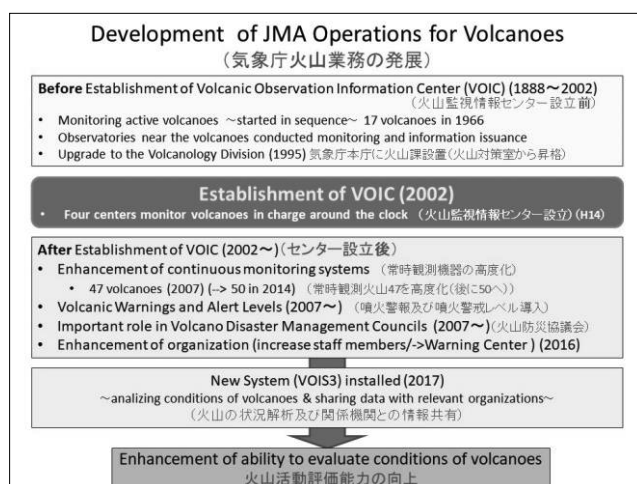 Development of JMA Operations for Volcanoes
(気象庁火山業務の発展)
Before Establishment of Volcanic Observation Information Center (VOIC) (1888～2002)
(火山監視情報センター設立前)
• Monitoring active volcanoes ～started in sequence～ 17 volcanoes in 1966
• Observatories near the volcanoes conducted monitoring and information issuance
• Upgrade to the Volcanology Division (1995) 気象庁本庁に火山課設置(火山対策室から昇格)
Establishment of VOIC (2002)
• Four centers monitor volcanoes in charge around the clock (火山監視情報センター設立) (H14)
After Establishment of VOIC (2002～) (センター設立後)
• Enhancement of continuous monitoring systems (常時観測機器の高度化)
• 47 volcanoes (2007) (--> 50 in 2014) (常時観測火山47を高度化(後に50へ))
• Volcanic Warnings and Alert Levels (2007～) (噴火警報及び噴火警戒レベル導入)
• Important role in Volcano Disaster Management Councils (2007～) (火山防災協議会)
• Enhancement of organization (increase staff members/->Warning Center) (2016)
New System (VOIS3) installed (2017)
～analizing conditions of volcanoes & sharing data with relevant organizations～
(火山の状況解析及び関係機関との情報共有)
Enhancement of ability to evaluate conditions of volcanoes
火山活動評価能力の向上